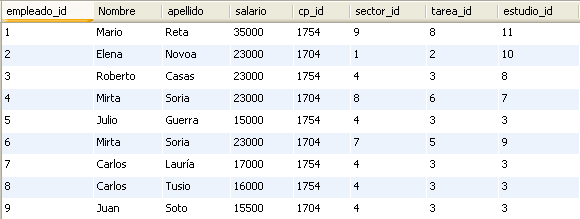 empleado_id Nombre apellido salario cp_id sector_id tarea_id estudio_id
1 Mario Reta 35000 1754 9 8 11
2 Elena Novoa 23000 1704 1 2 10
3 Roberto Casas 23000 1754 4 3 8
4 Mirta Soria 23000 1704 8 6 7
5 Julio Guerra 15000 1754 4 3 3
6 Mirta Soria 23000 1704 7 5 9
7 Carlos Lauría 17000 1754 4 3 3
8 Carlos Tusio 16000 1754 4 3 3
9 Juan Soto 15500 1704 4 3 3